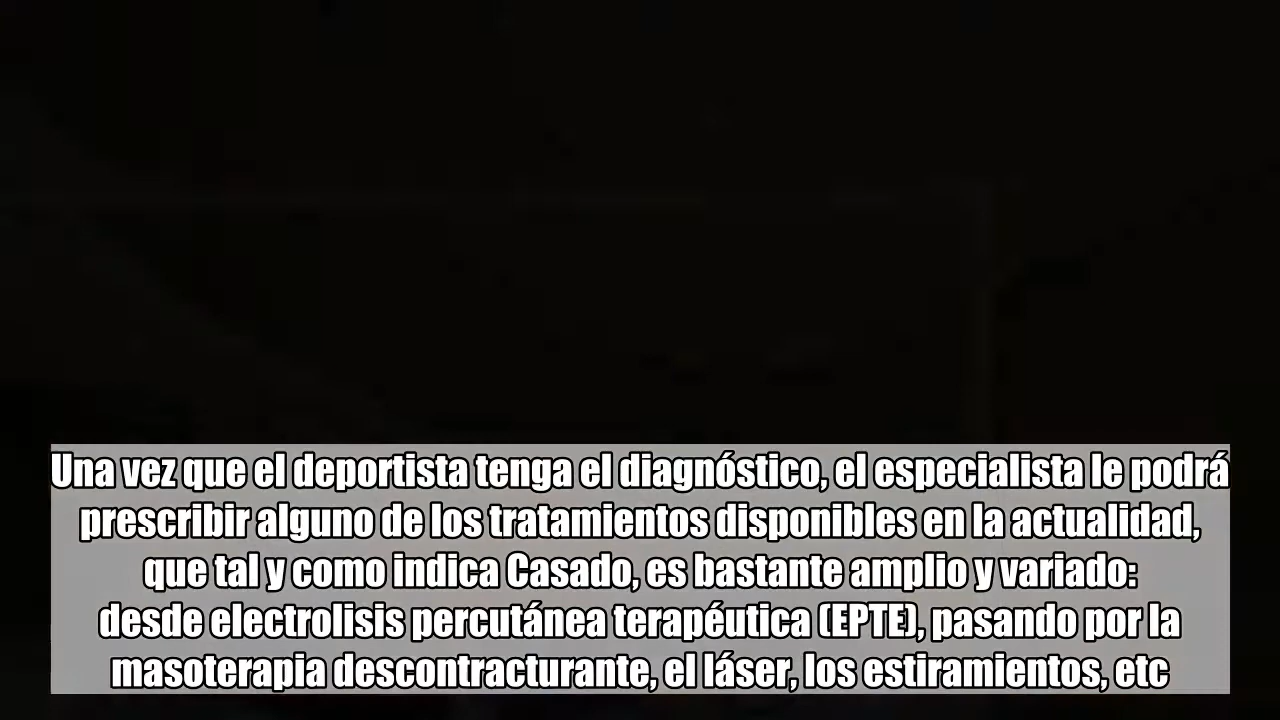 Una vez que el deportista tenga el diagnóstico, el especialista le podrá
prescribir alguno de los tratamientos disponibles en la actualidad,
que tal y como indica Casado, es bastante amplio y variado:
desde electrolisis percutánea terapéutica (EPTE), pasando por la
masoterapia descontracturante, el láser, los estiramientos, etc